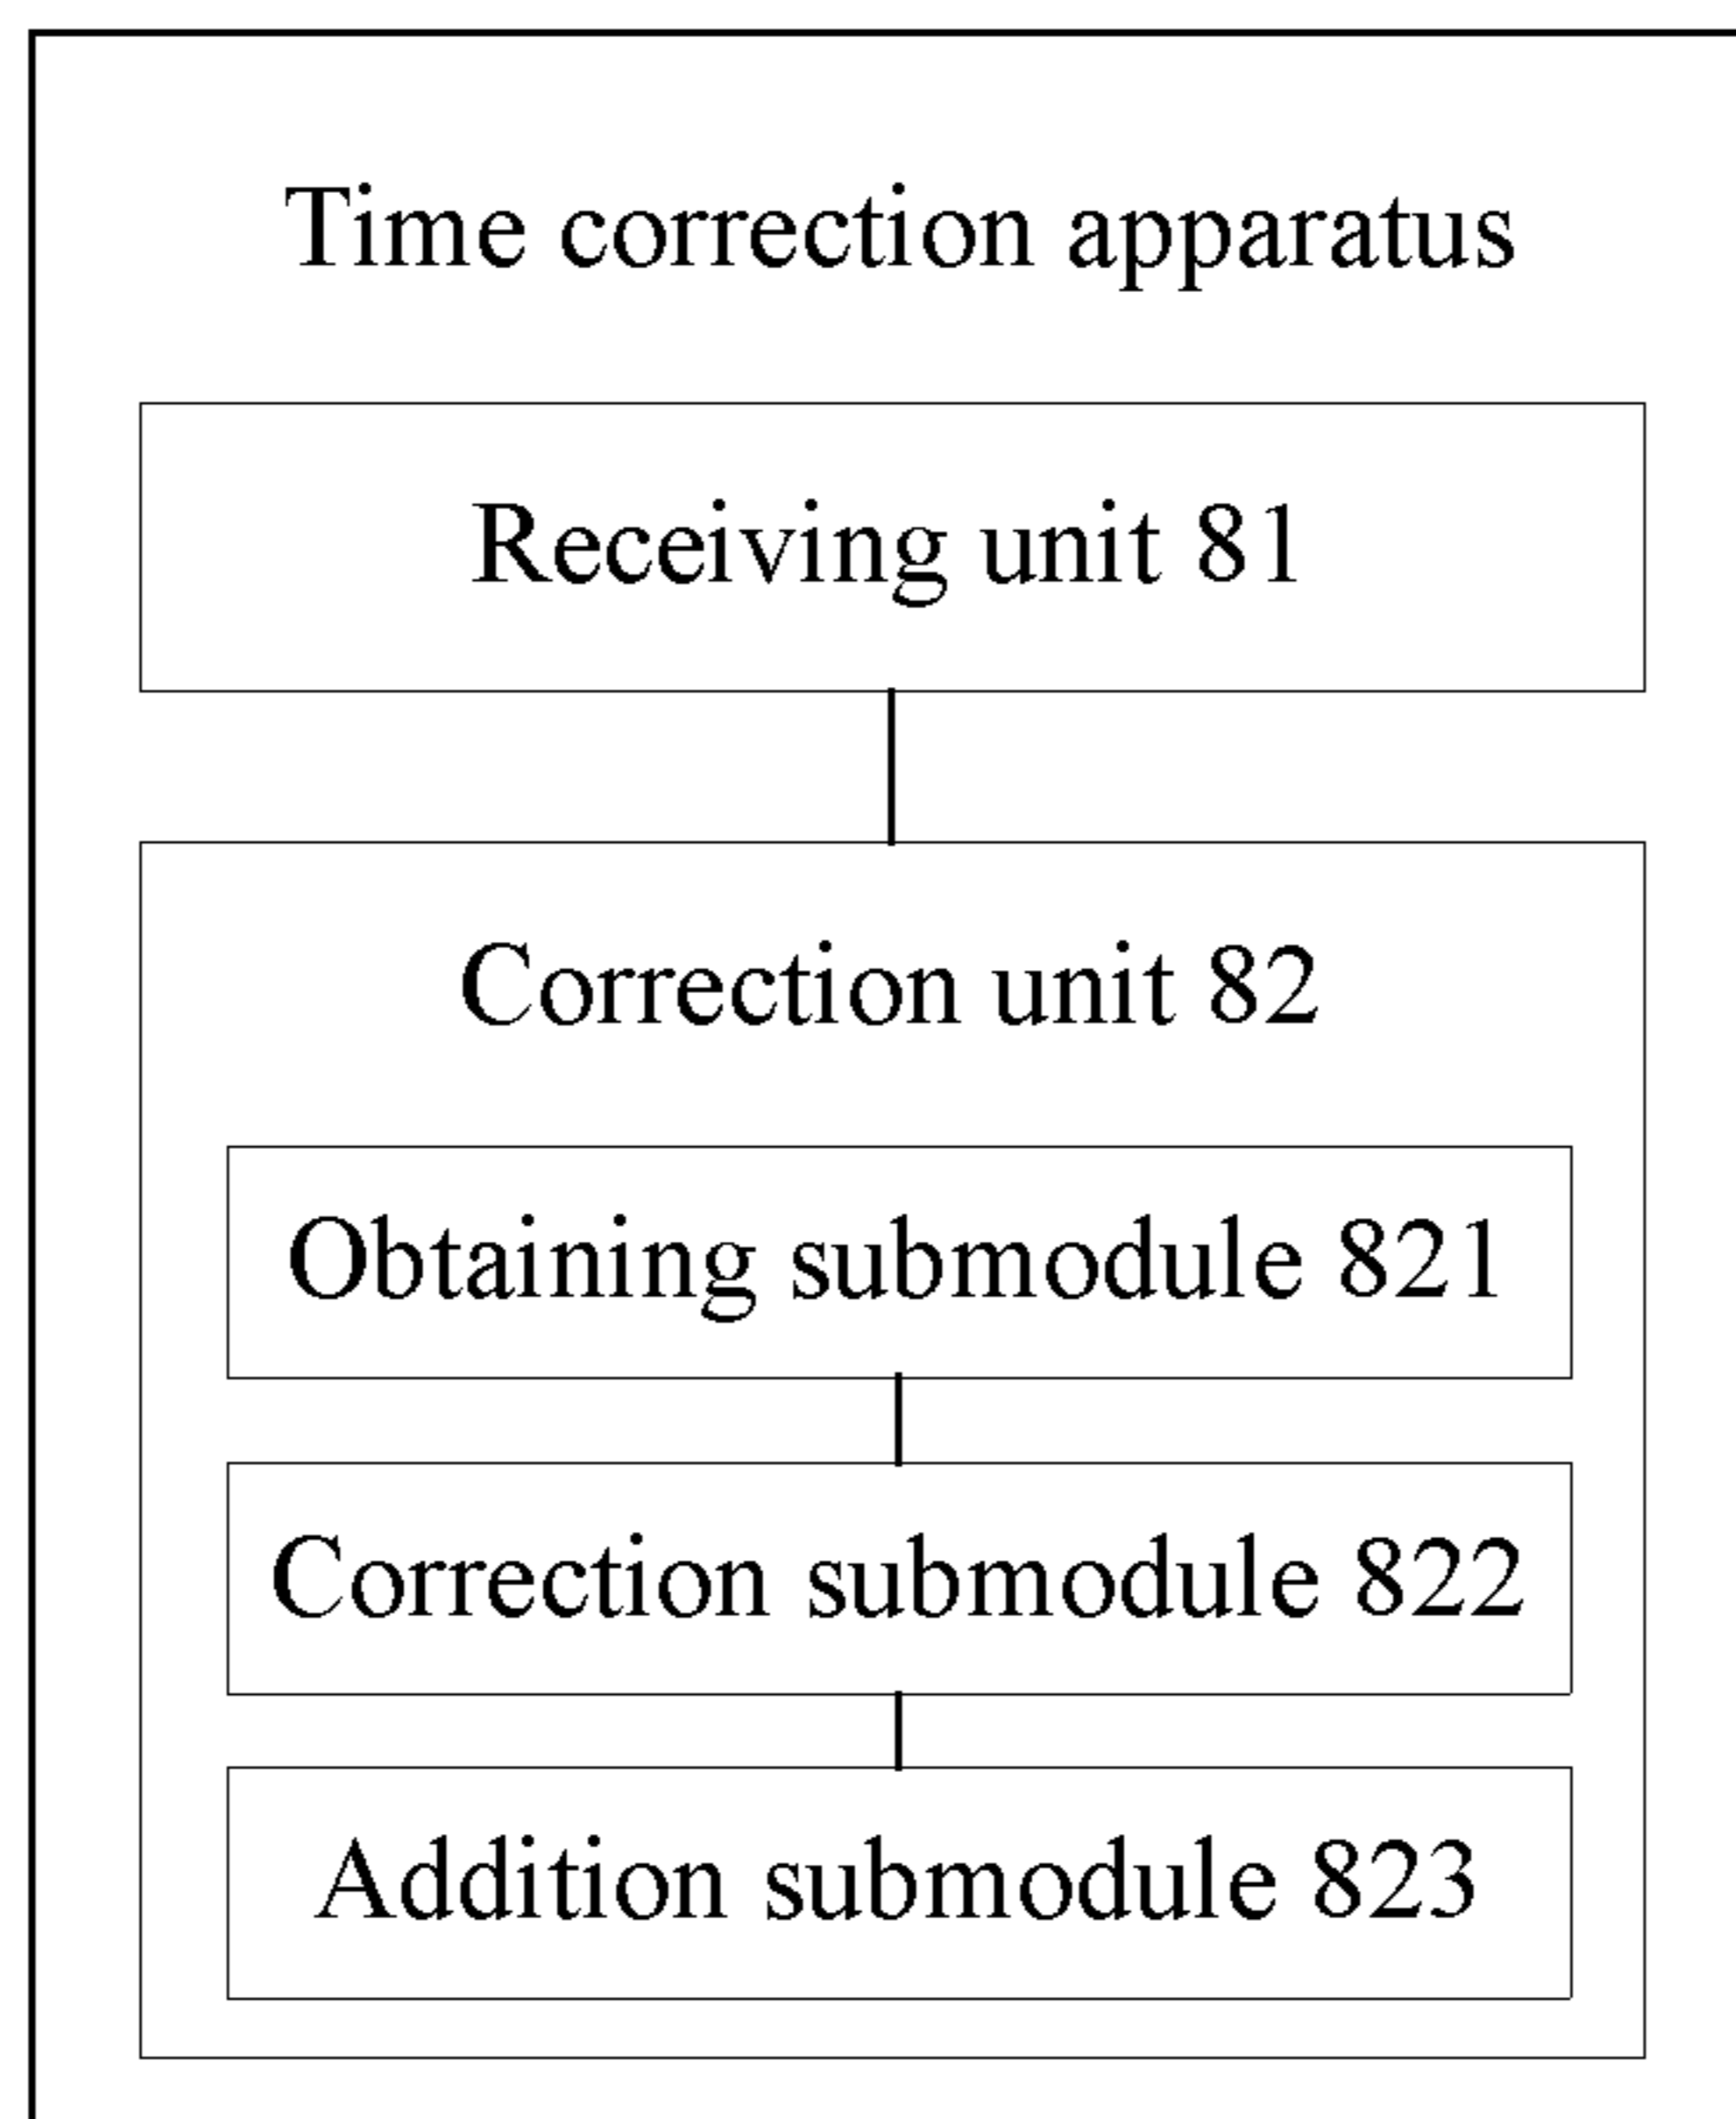 Time correction apparatus
Receiving unit 81
Correction unit 82
Obtaining submodule 821
Correction submodule 822
Addition submodule 823